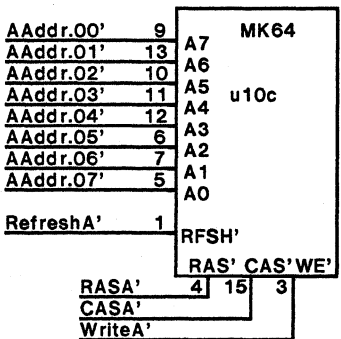 MK64
AAddr.00' 9 A7
AAddr.01' 13 A6
AAddr.02' 10 A5
AAddr.03' 11 A4
AAddr.04' 12 A3
AAddr.05' 6 A2
AAddr.06' 7 A1
AAddr.07' 5 A0
u10c
RefreshA' 1 RFSH'
RAS' CAS' WE'
RASA' 4 15 3
CASA'
WriteA'